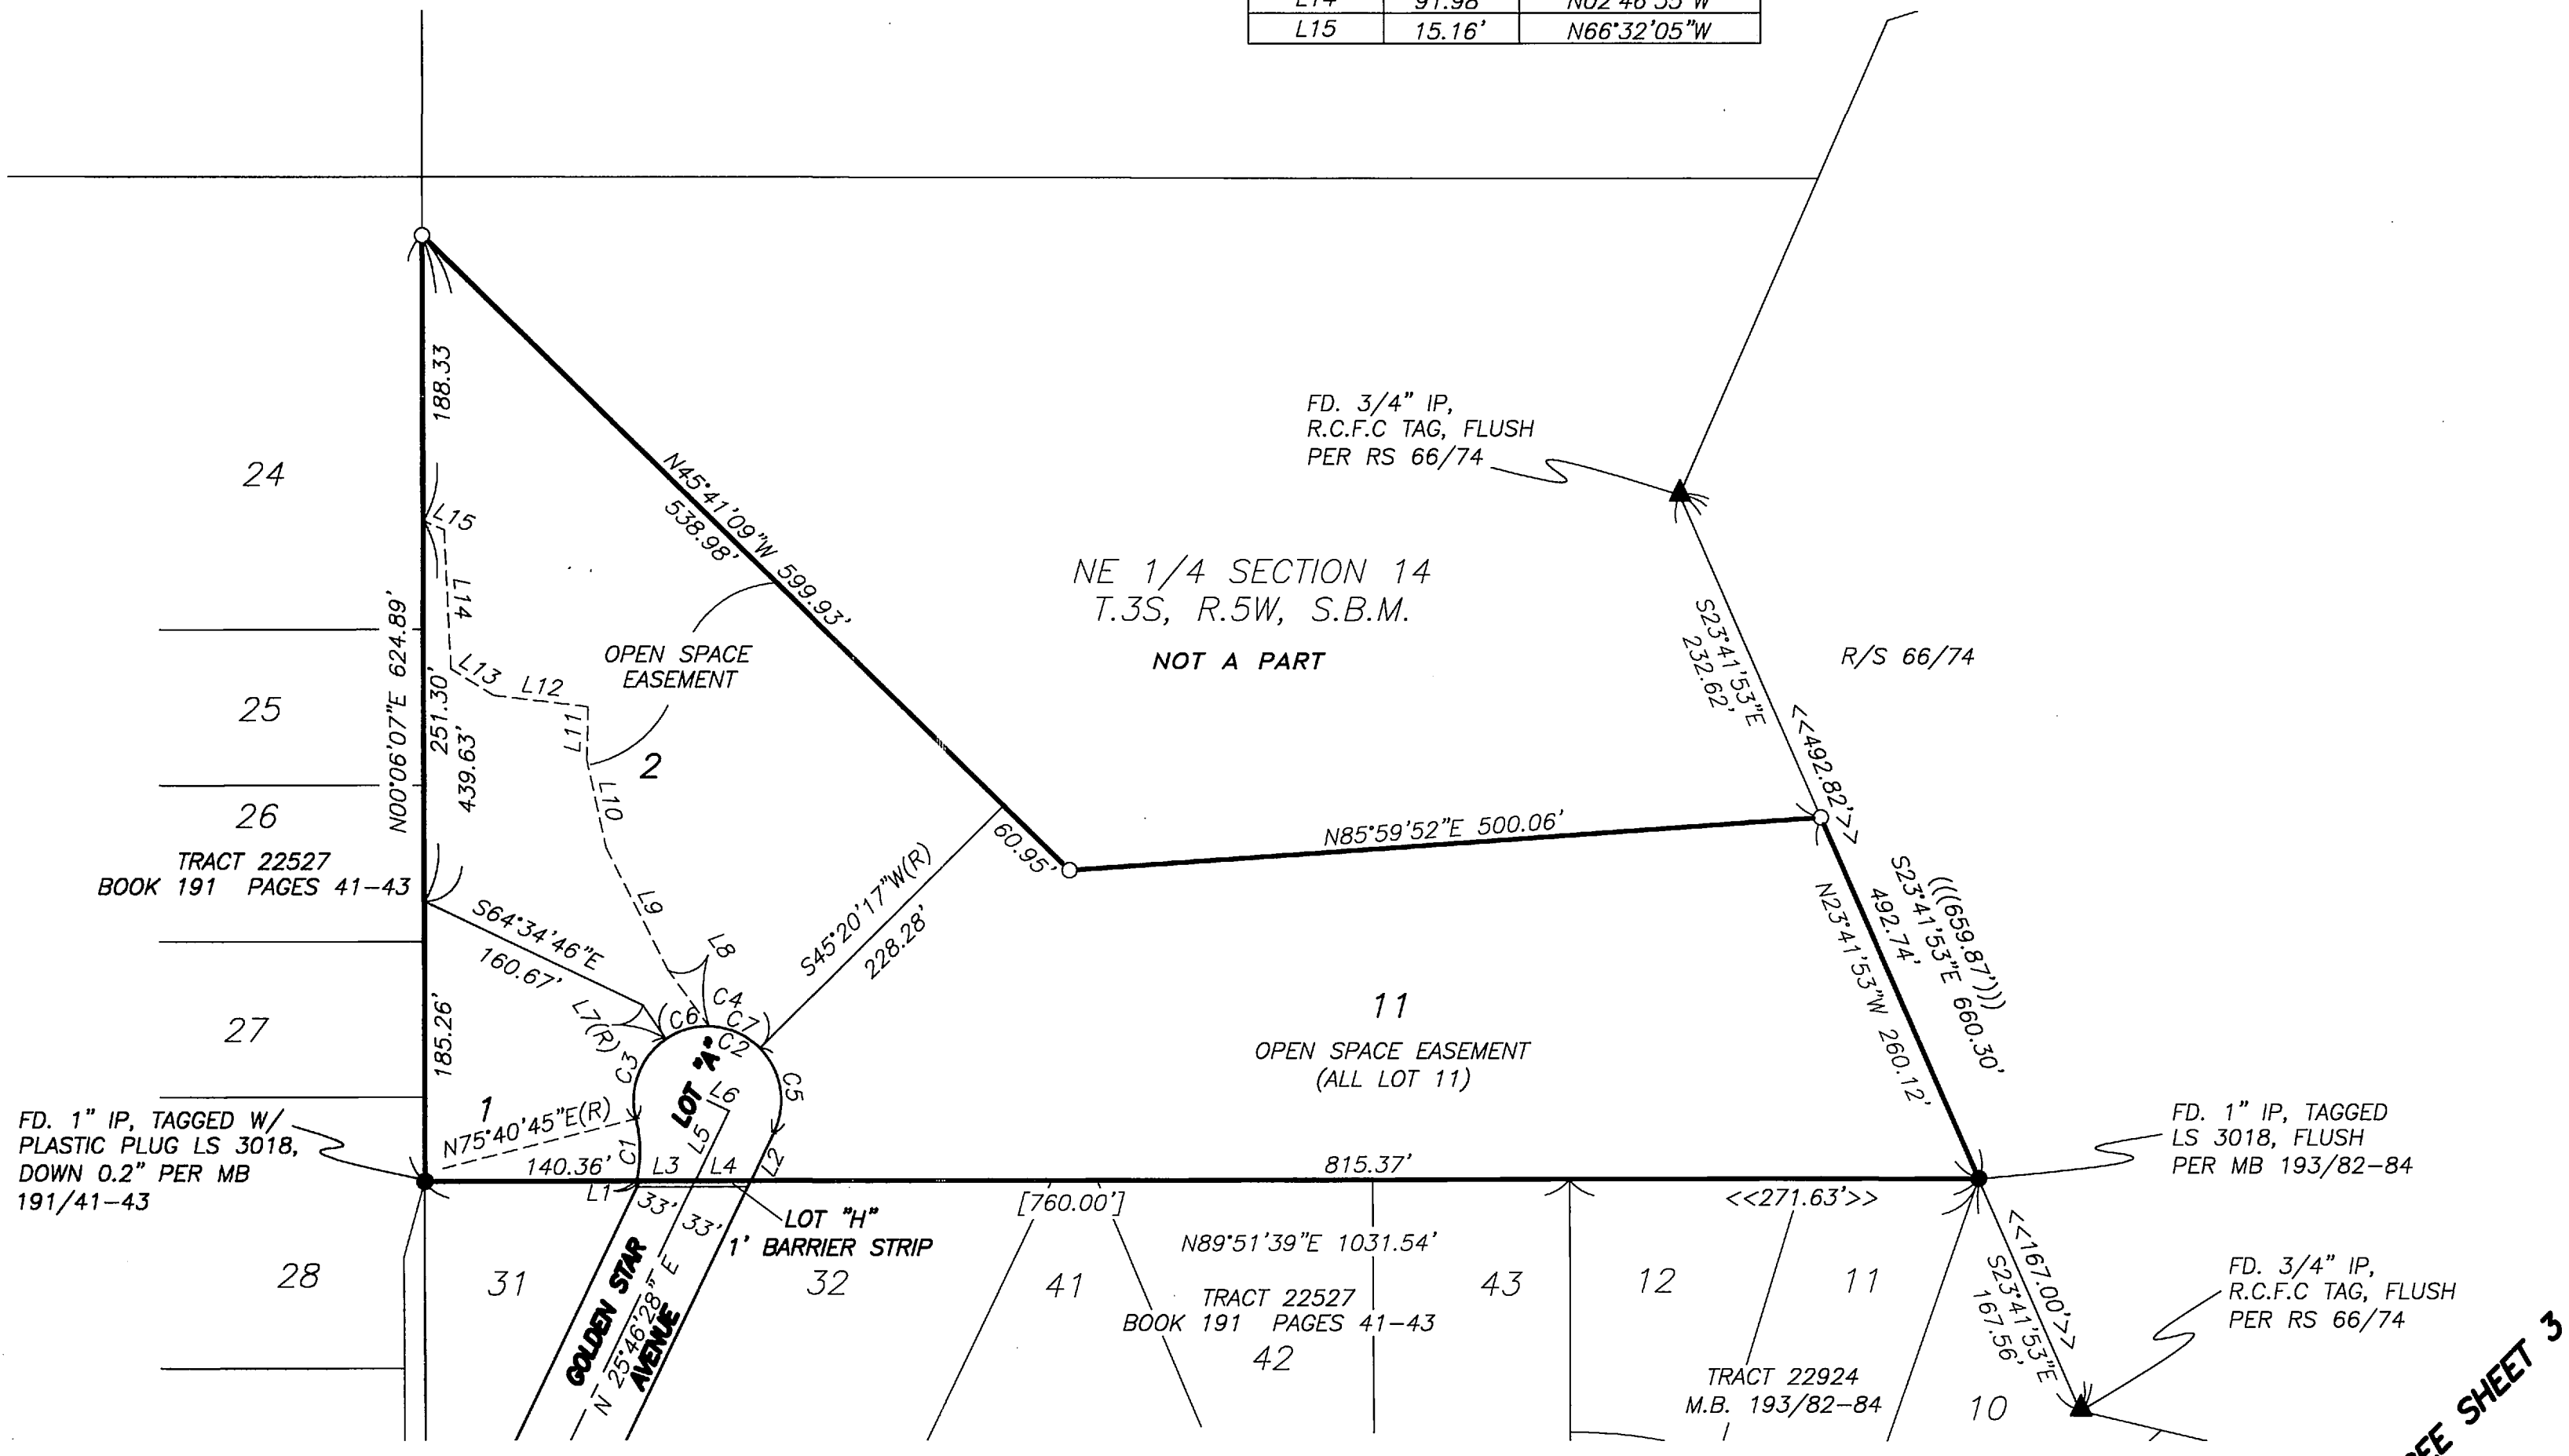 L14 91.98' N02°46'55"W
L15 15.16' N66°32'05"W
FD. 3/4" IP,
R.C.F.C TAG, FLUSH
PER RS 66/74
188.33
24
L15
L14
N45°41'09"W 599.93'
538.98'
NE 1/4 SECTION 14
T.3S, R.5W, S.B.M.
NOT A PART
S23°41'53"E
232.62'
R/S 66/74
N00°06'07"E 624.89'
251.30'
439.63'
OPEN SPACE
EASEMENT
L13
L12
L11
25
2
L10
<<492.82'>>
26
TRACT 22527
BOOK 191 PAGES 41-43
L9
60.95'
N85°59'52"E 500.06'
S64°34'46"E
160.67'
L8
S45°20'17"W(R)
228.28'
N23°41'53"W 260.12'
492.74'
S23°41'53"E 660.30'
(((659.87')))
27
185.26'
L7(R)
C6
C4
C7
C2
C3
C5
LOT "A"
L6
L5
11
OPEN SPACE EASEMENT
(ALL LOT 11)
FD. 1" IP, TAGGED W/
PLASTIC PLUG LS 3018,
DOWN 0.2" PER MB
191/41-43
1
N75°40'45"E(R)
C1
140.36'
L3
L4
L2
L1
815.37'
FD. 1" IP, TAGGED
LS 3018, FLUSH
PER MB 193/82-84
33'
33'
LOT "H"
1' BARRIER STRIP
[760.00']
<<271.63'>>
N89°51'39"E 1031.54'
28
31
GOLDEN STAR
N 25°46'28" E
AVENUE
32
41
TRACT 22527
BOOK 191 PAGES 41-43
42
43
12
11
<<167.00'>>
S23°41'53"E
167.56'
FD. 3/4" IP,
R.C.F.C TAG, FLUSH
PER RS 66/74
TRACT 22924
M.B. 193/82-84
10
SHEET 3